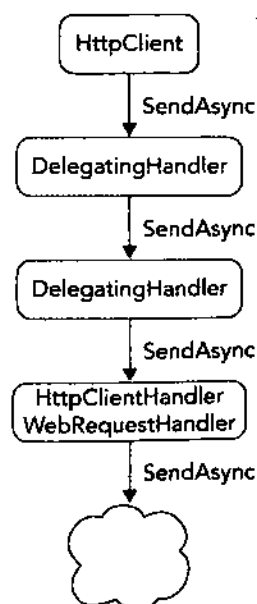 HttpClient
SendAsync
DelegatingHandler
SendAsync
DelegatingHandler
SendAsync
HttpClientHandler
WebRequestHandler
SendAsync